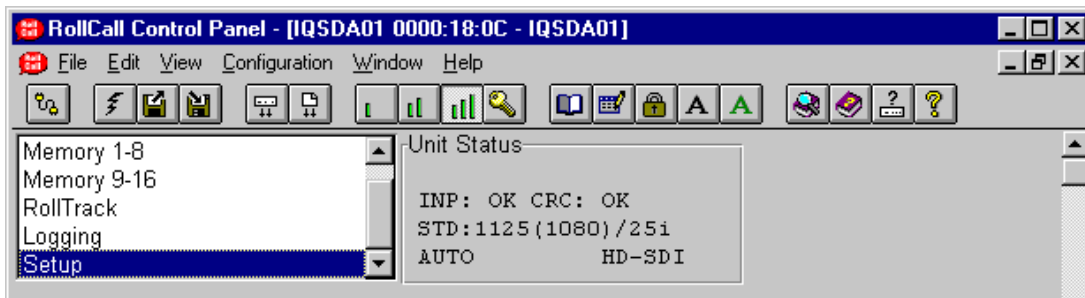 RollCall Control Panel - [IQSDA01 0000:18:0C - IQSDA01]
File Edit View Configuration Window Help
A A
Memory 1-8
Memory 9-16
RollTrack
Logging
Setup
Unit Status
INP: OK CRC: OK
STD:1125(1080)/25i
AUTO HD-SDI